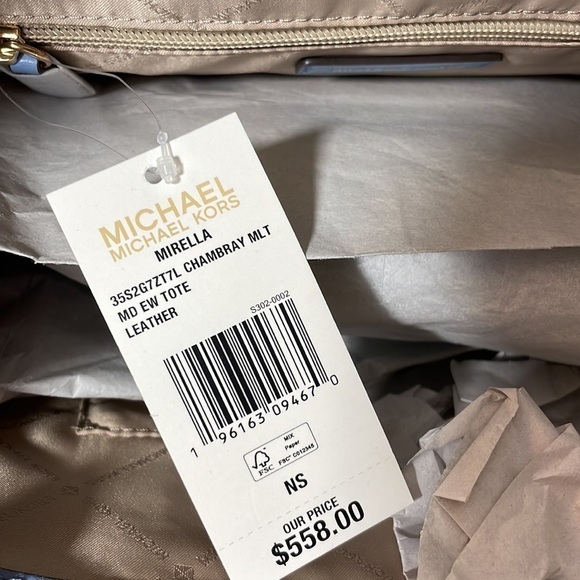 MICHAEL
MICHAEL KORS
MIRELLA
35S2G7ZT7L CHAMBRAY MLT
MD EW TOTE
LEATHER
S302-0002
1 96163 09467 0
FSC
MIX
Paper
FSC™ C012345
NS
OUR PRICE
$558.00